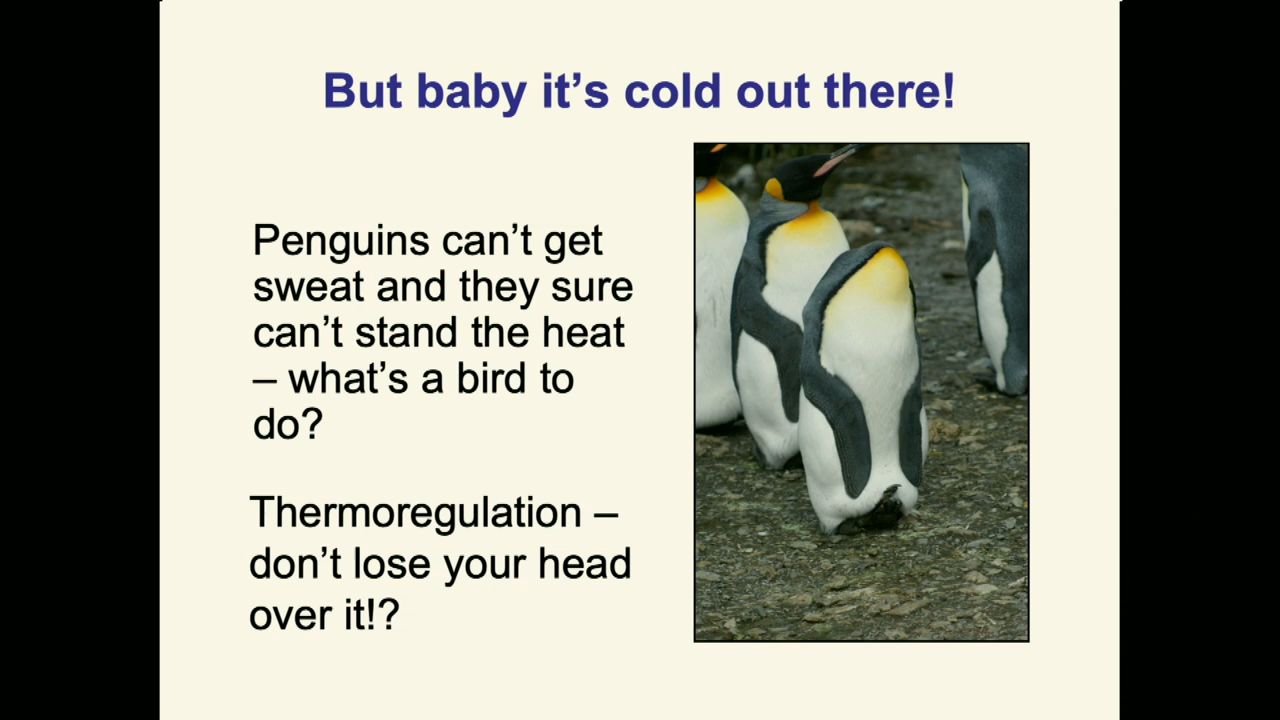 But baby it’s cold out there!
Penguins can’t get
sweat and they sure
can’t stand the heat
– what’s a bird to
do?
Thermoregulation –
don’t lose your head
over it!?